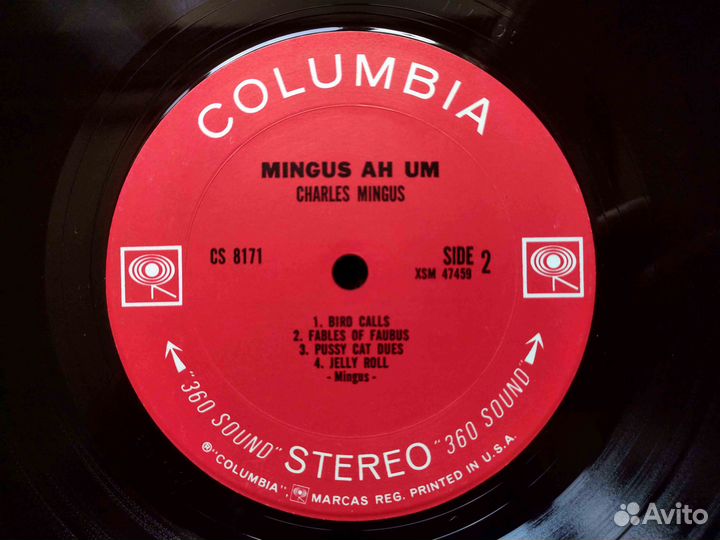 COLUMBIA
MINGUS AH UM
CHARLES MINGUS
CS 8171
SIDE 2
XSM 47459
1. BIRD CALLS
2. FABLES OF FAUBUS
3. PUSSY CAT DUES
4. JELLY ROLL
- Mingus -
"360 SOUND" STEREO "360 SOUND"
®"COLUMBIA", MARCAS REG. PRINTED IN U.S.A.
Avito